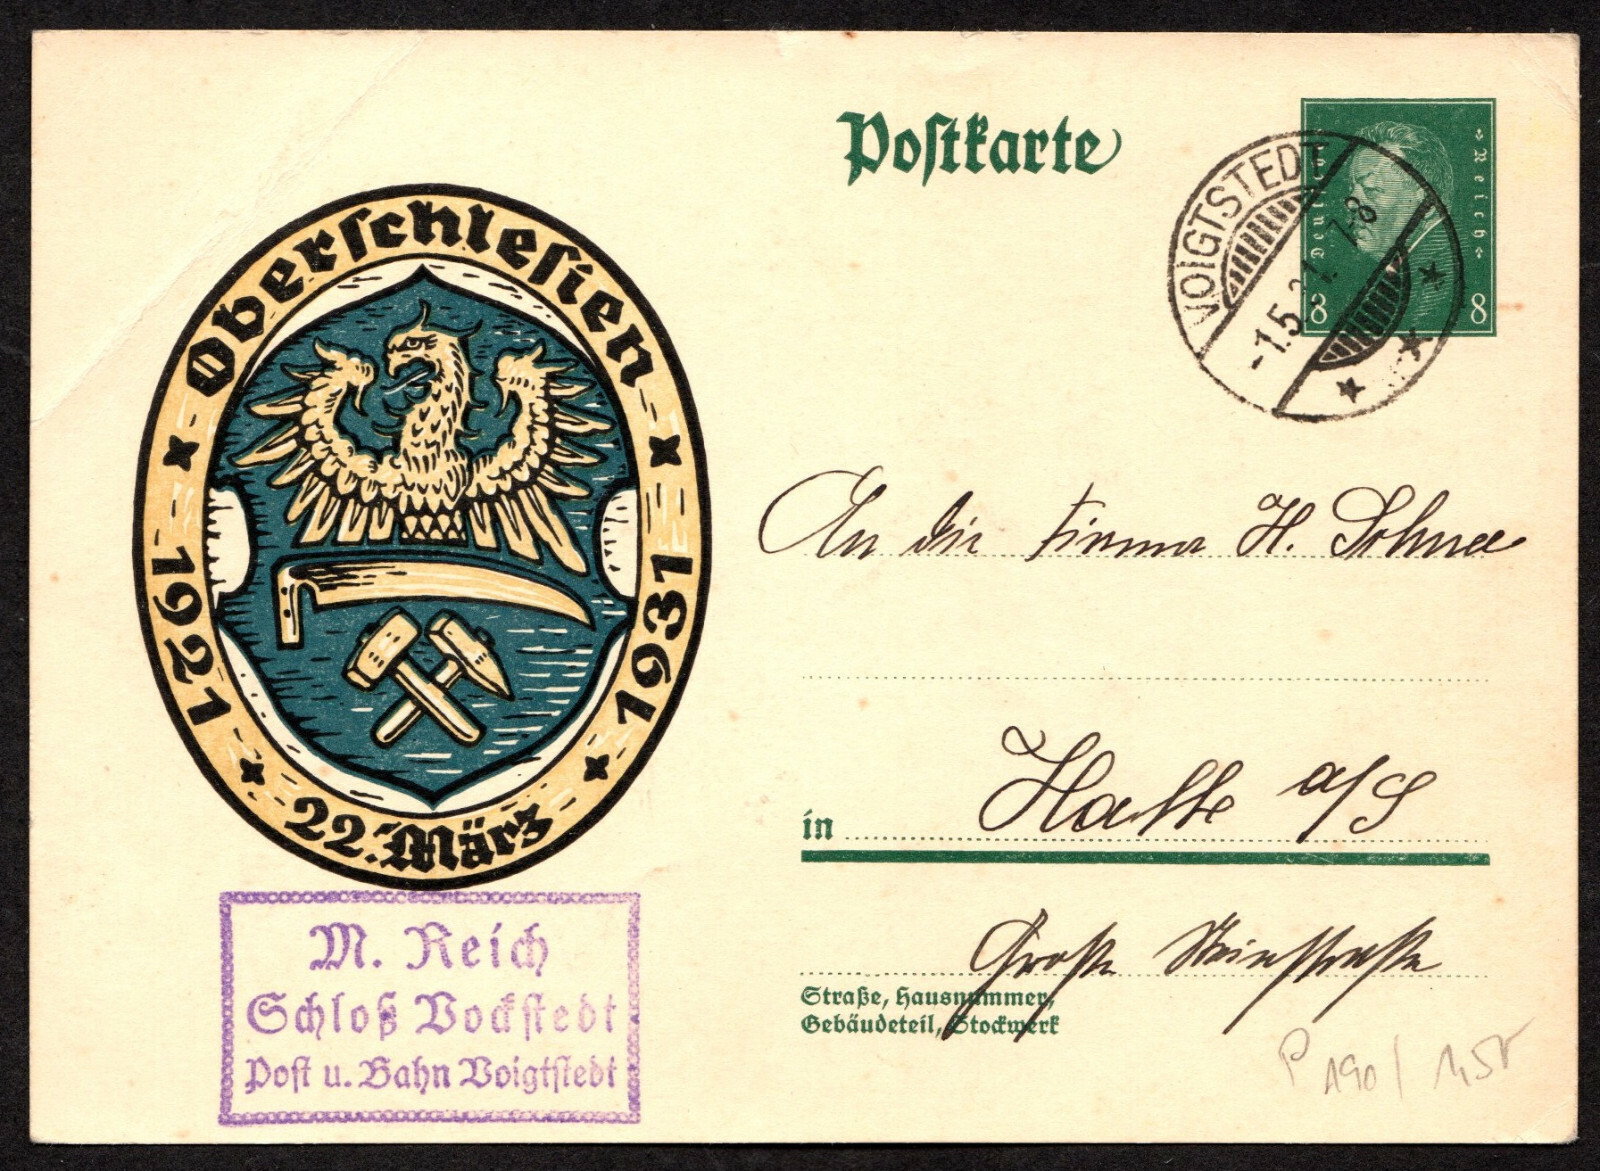 Postkarte
Deutsches Reich
8 8
VOIGTSTEDT
-1.5.31. 7-8
Oberschlesien
1921 1931
22. März
An die Firma H. Schnee
in Halle a/S
Große Steinstraße
Straße, Hausnummer,
Gebäudeteil, Stockwerk
M. Reich
Schloß Vockstedt
Post u. Bahn Voigtstedt
P 190/